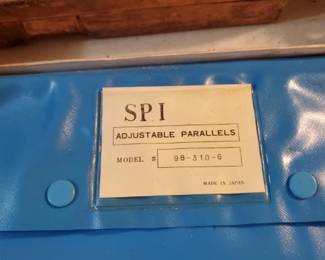 SPI
ADJUSTABLE PARALLELS
MODEL # 98-310-6
MADE IN JAPAN